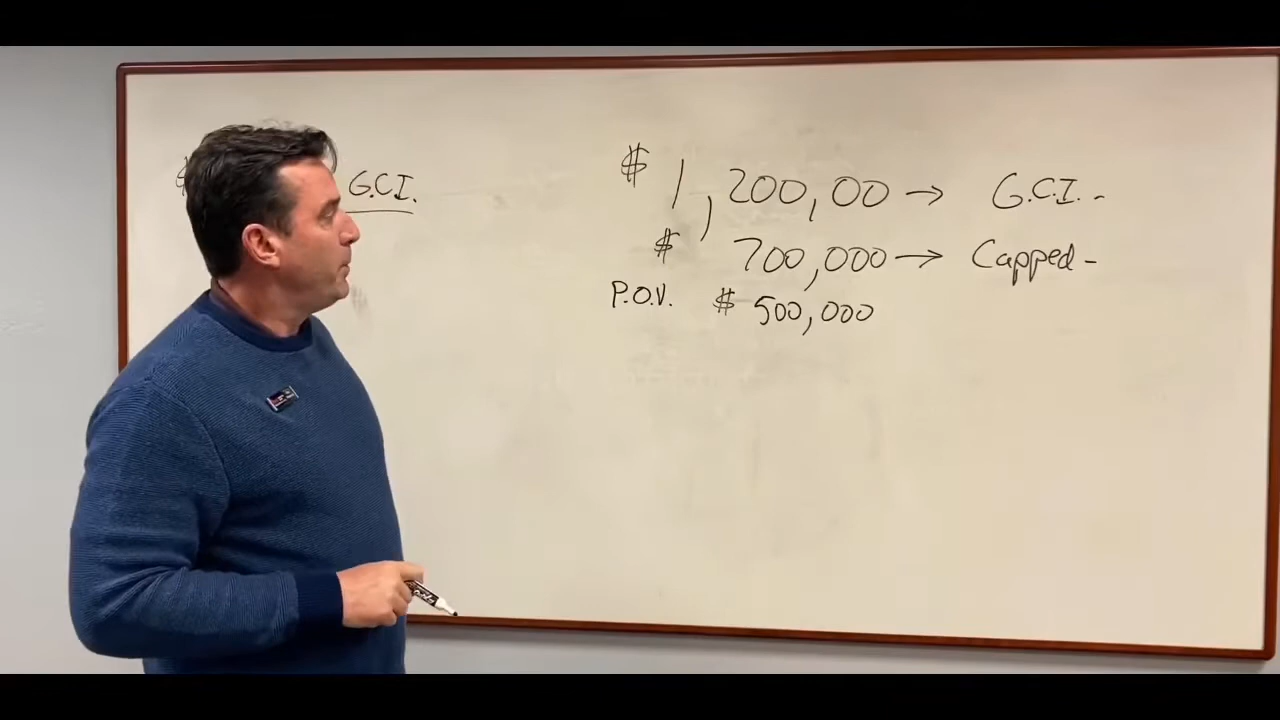 $ G.C.I.
$ 1,200,00 → G.C.I. -
$ 700,000 → Capped -
P.O.V. $ 500,000